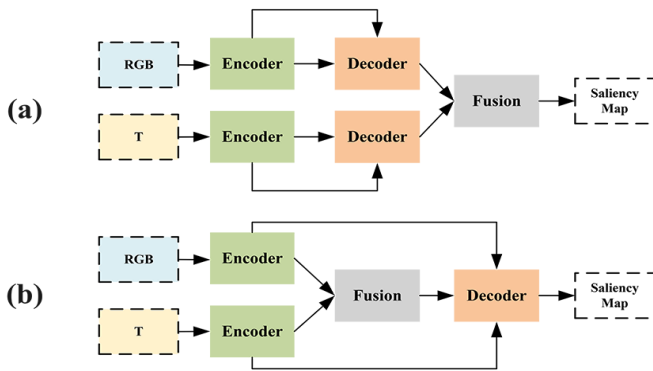 RGB
Encoder
Decoder
(a)
Fusion
Saliency
Map
T
Encoder
Decoder
RGB
Encoder
(b)
Fusion
Decoder
Saliency
Map
T
Encoder